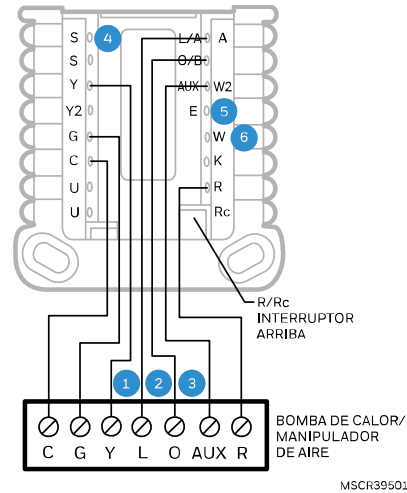 S 4 L/A A
S O/B
Y AUX W2
Y2 E 5
G W 6
C K
U R
U Rc
R/Rc
INTERRUPTOR
ARRIBA
1 2 3
C G Y L O AUX R
BOMBA DE CALOR/
MANIPULADOR
DE AIRE
MSCR39501